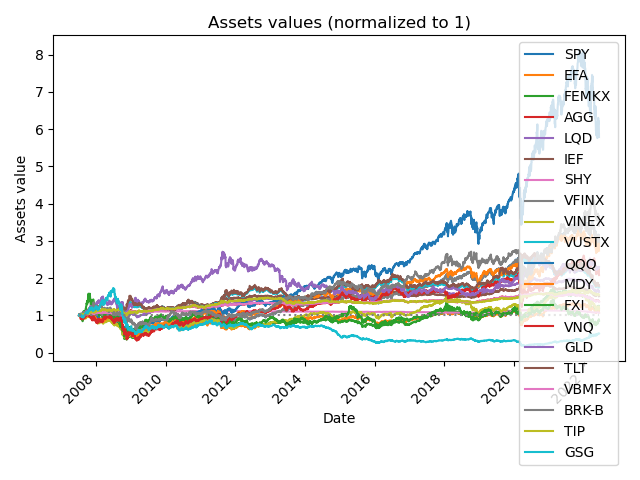 Assets values (normalized to 1)
Assets value
8
7
6
5
4
3
2
1
0
2008
2010
2012
2014
2016
2018
2020
2022
Date
SPY
EFA
FEMKX
AGG
LQD
IEF
SHY
VFINX
VINEX
VUSTX
QQQ
MDY
FXI
VNQ
GLD
TLT
VBMFX
BRK-B
TIP
GSG